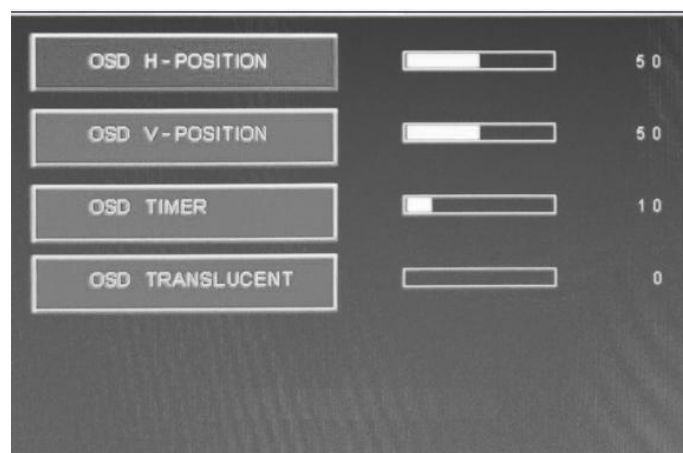 OSD H-POSITION 50
OSD V-POSITION 50
OSD TIMER 10
OSD TRANSLUCENT 0